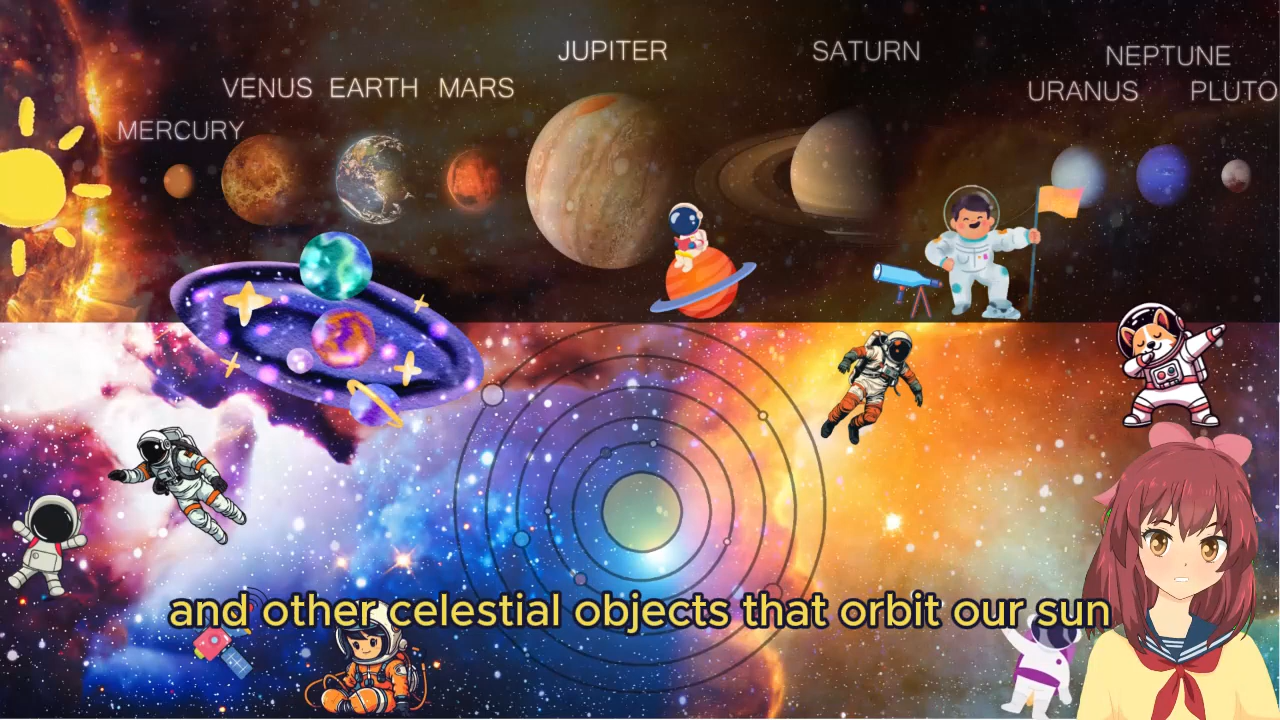 JUPITER
SATURN
NEPTUNE
VENUS EARTH MARS
URANUS PLUTO
MERCURY
and other celestial objects that orbit our sun